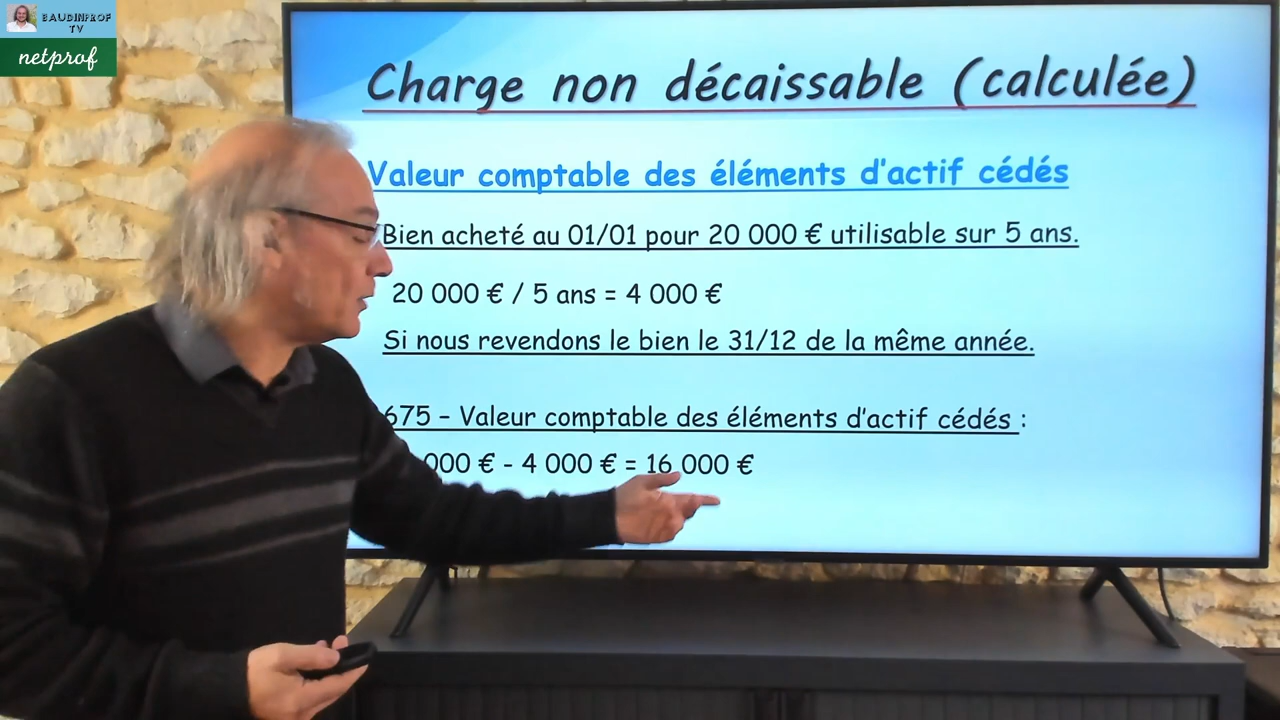 BAUDINPROF
TV
netprof
Charge non décaissable (calculée)
Valeur comptable des éléments d'actif cédés
Bien acheté au 01/01 pour 20 000 € utilisable sur 5 ans.
20 000 € / 5 ans = 4 000 €
Si nous revendons le bien le 31/12 de la même année.
675 – Valeur comptable des éléments d'actif cédés :
000 € - 4 000 € = 16 000 €